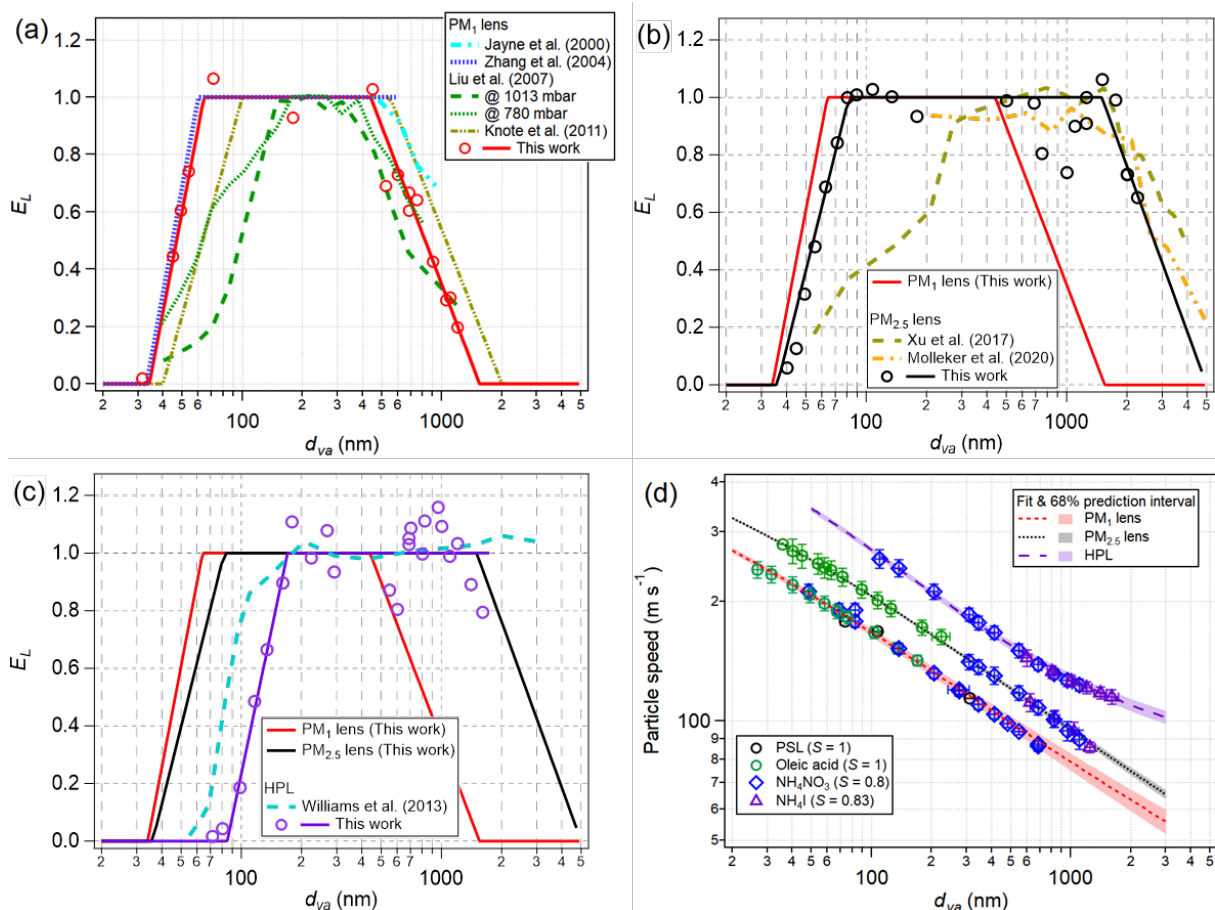 (a)
1.2
1.0
0.8
0.6
0.4
0.2
0.0
E_L
PM₁ lens
Jayne et al. (2000)
Zhang et al. (2004)
Liu et al. (2007)
@ 1013 mbar
@ 780 mbar
Knote et al. (2011)
This work
2 3 4 5 6 7 100 2 3 4 5 6 1000 2 3 4 5
d_va (nm)
(b)
1.2
1.0
0.8
0.6
0.4
0.2
0.0
E_L
PM₁ lens (This work)
PM₂.₅ lens
Xu et al. (2017)
Molleker et al. (2020)
This work
2 3 4 5 6 7 100 2 3 4 5 6 7 1000 2 3 4 5
d_va (nm)
(c)
1.2
1.0
0.8
0.6
0.4
0.2
0.0
E_L
PM₁ lens (This work)
PM₂.₅ lens (This work)
HPL
Williams et al. (2013)
This work
2 3 4 5 6 7 100 2 3 4 5 6 1000 2 3 4 5
d_va (nm)
(d)
4
3
2
100
9
8
7
6
5
Particle speed (m s⁻¹)
Fit & 68% prediction interval
PM₁ lens
PM₂.₅ lens
HPL
PSL (S = 1)
Oleic acid (S = 1)
NH₄NO₃ (S = 0.8)
NH₄I (S = 0.83)
2 3 4 5 6 100 2 3 4 5 6 1000 2 3 4 5
d_va (nm)